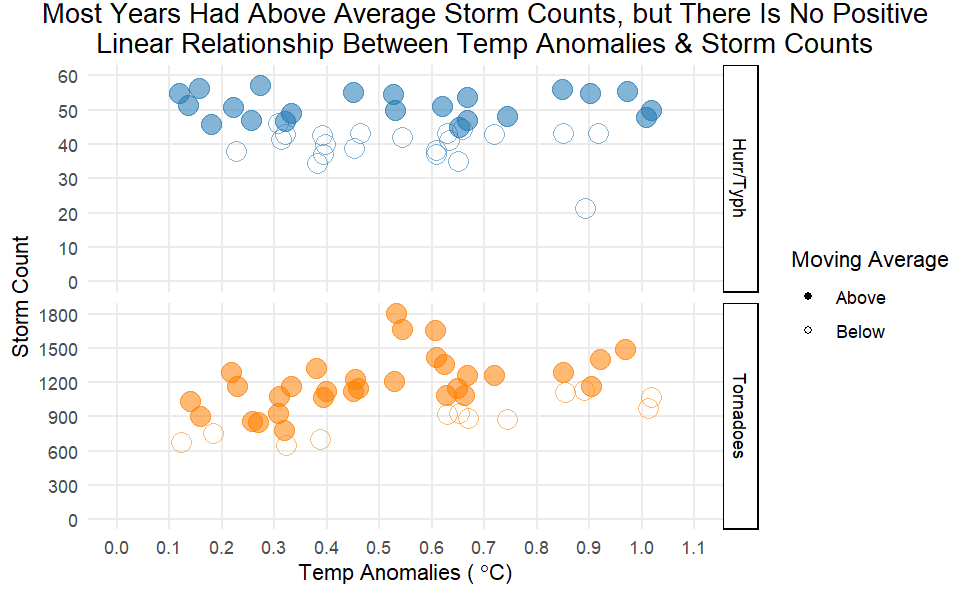 Most Years Had Above Average Storm Counts, but There Is No Positive
Linear Relationship Between Temp Anomalies & Storm Counts
Storm Count
60
50
40
30
20
10
0
Hurr/Typh
1800
1500
1200
900
600
300
0
Tornadoes
0.0 0.1 0.2 0.3 0.4 0.5 0.6 0.7 0.8 0.9 1.0 1.1
Temp Anomalies ( °C)
Moving Average
Above
Below